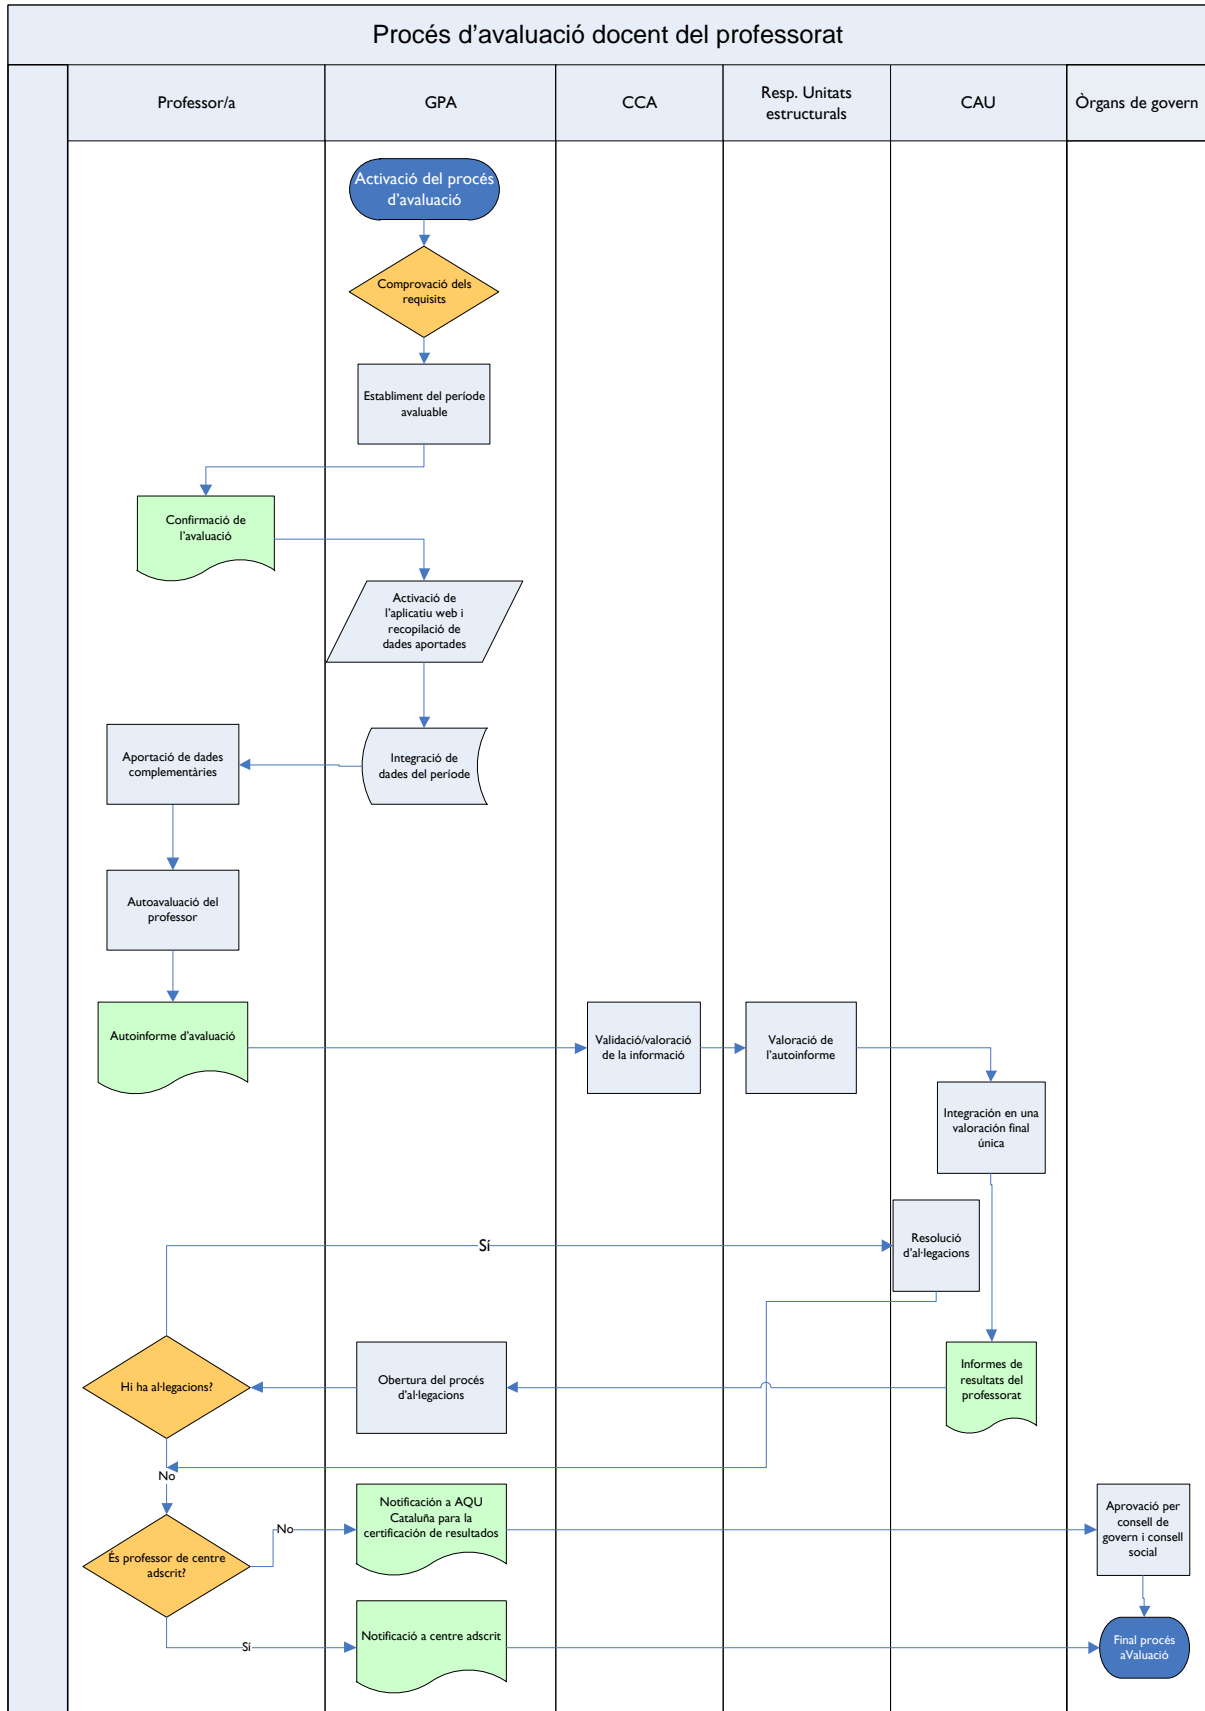 Procés d'avaluació docent del professorat
Professor/a
GPA
CCA
Resp. Unitats
estructurals
CAU
Òrgans de govern
Activació del procés
d'avaluació
Comprovació dels
requisits
Establiment del període
avaluable
Confirmació de
l'avaluació
Activació de
l'aplicatiu web i
recopilació de
dades aportades
Integració de
dades del període
Aportació de dades
complementàries
Autoavaluació del
professor
Autoinforme d'avaluació
Validació/valoració
de la informació
Valoració de
l'autoinforme
Integración en una
valoración final
única
Resolució
d'al·legacions
Sí
Informes de
resultats del
professorat
Obertura del procés
d'al·legacions
Hi ha al·legacions?
No
És professor de centre
adscrit?
No
Notificación a AQU
Cataluña para la
certificación de resultados
Aprovació per
consell de
govern i consell
social
Sí
Notificació a centre adscrit
Final procés
aValuació